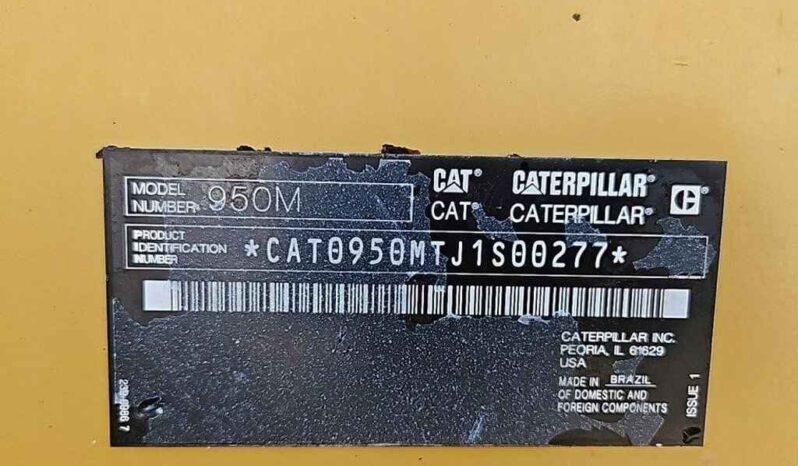 MODEL
NUMBER 950M
CAT® CATERPILLAR®
CAT® CATERPILLAR®
PRODUCT
IDENTIFICATION
NUMBER
*CAT0950MTJ1S00277*
CATERPILLAR INC.
PEORIA, IL 61629
USA
MADE IN BRAZIL
OF DOMESTIC AND
FOREIGN COMPONENTS
ISSUE 1